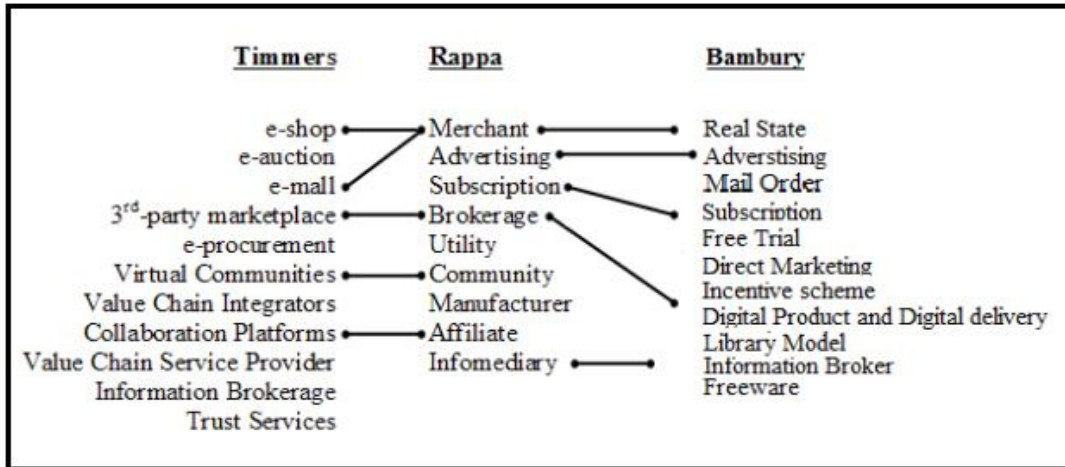 Timmers Rappa Bambury
e-shop Merchant Real State
e-auction Advertising Adverstising
e-mall Subscription Mail Order
3rd-party marketplace Brokerage Subscription
e-procurement Utility Free Trial
Virtual Communities Community Direct Marketing
Value Chain Integrators Manufacturer Incentive scheme
Collaboration Platforms Affiliate Digital Product and Digital delivery
Value Chain Service Provider Infomediary Library Model
Information Brokerage Information Broker
Trust Services Freeware